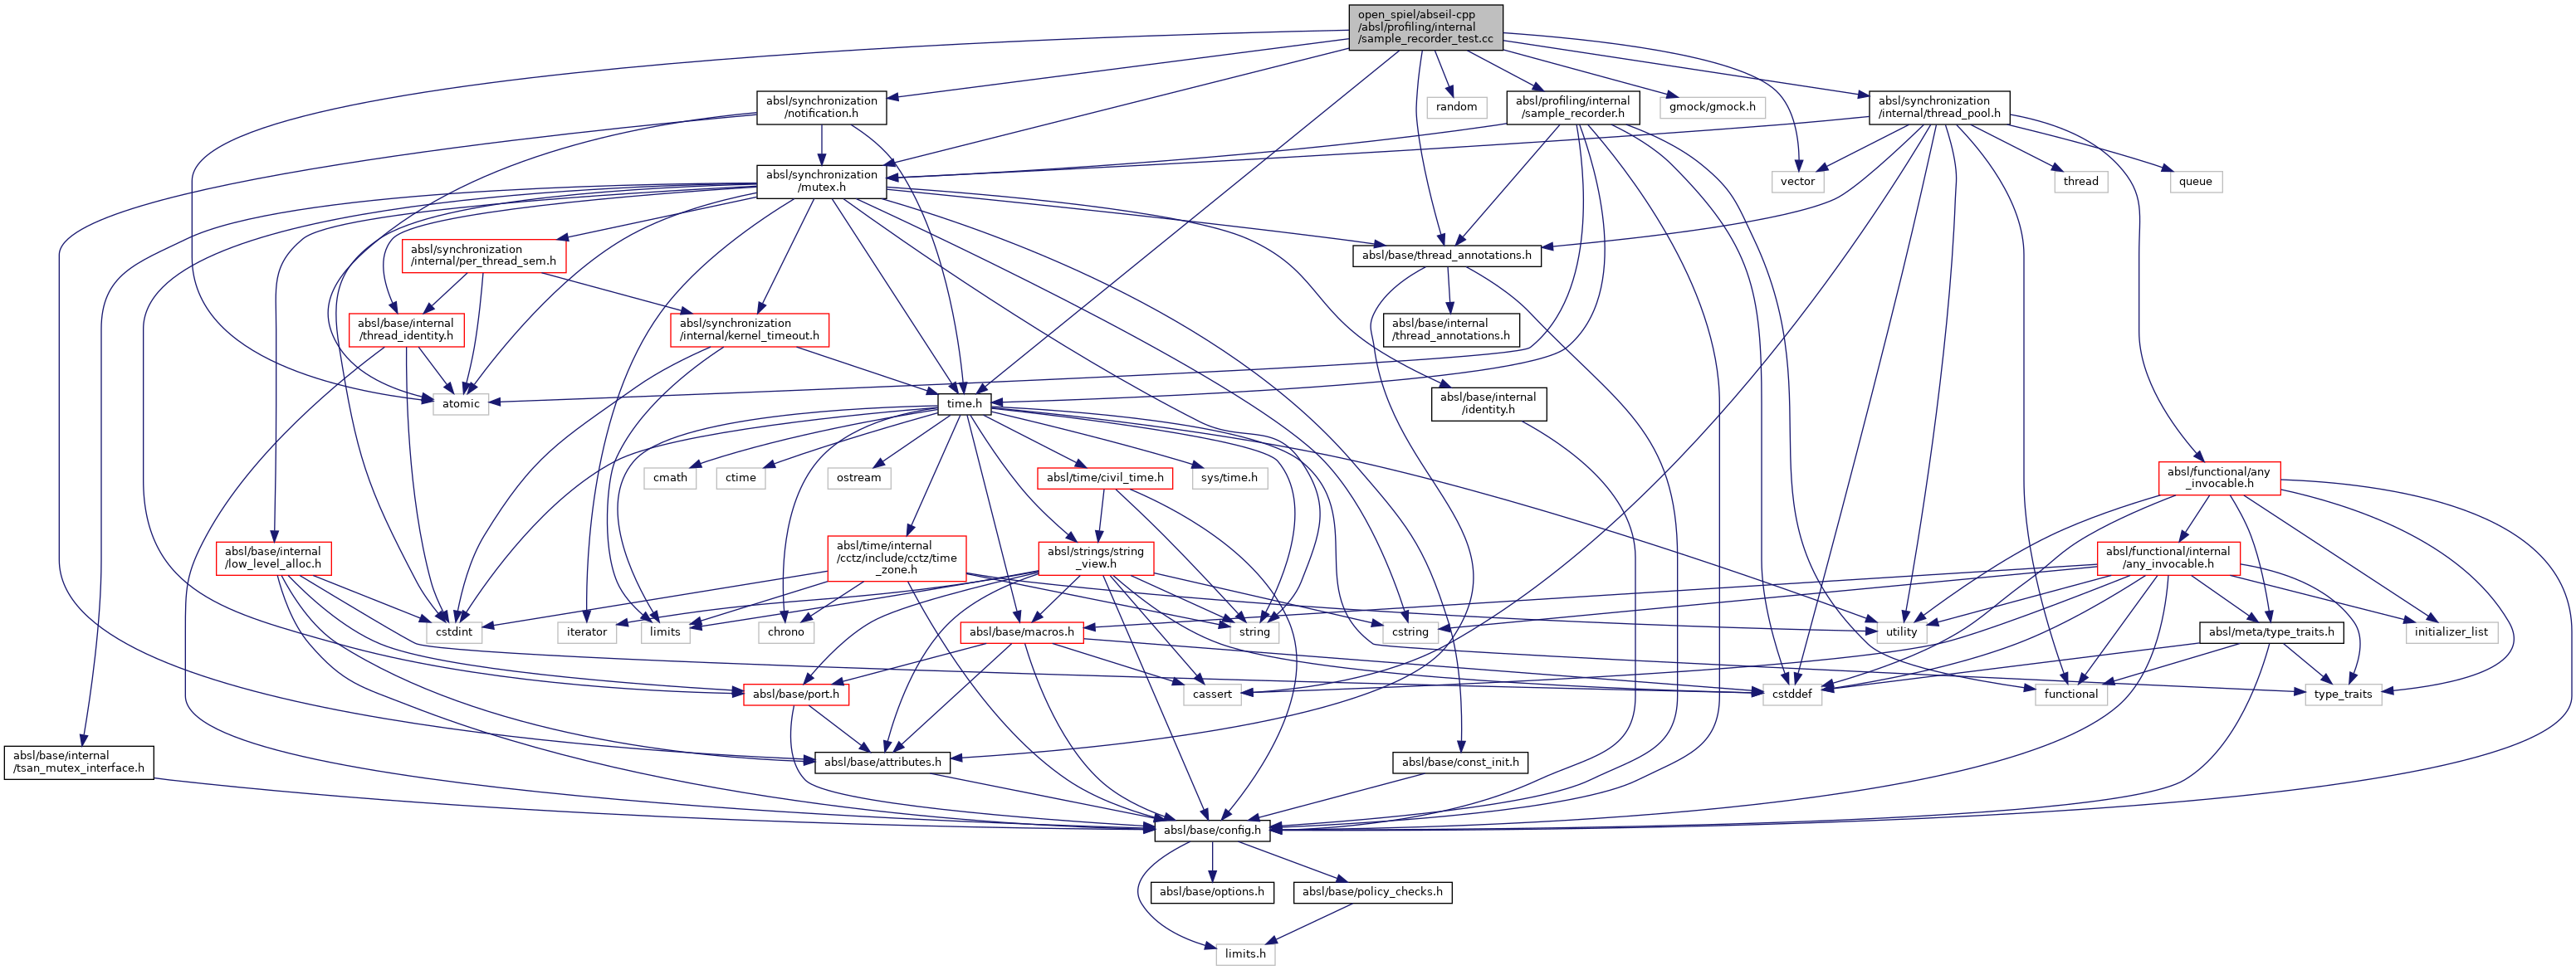 open_spiel/abseil-cpp
/absl/profiling/internal
/sample_recorder_test.cc
absl/synchronization
/notification.h
random
absl/profiling/internal
/sample_recorder.h
gmock/gmock.h
absl/synchronization
/internal/thread_pool.h
absl/synchronization
/mutex.h
vector
thread
queue
absl/synchronization
/internal/per_thread_sem.h
absl/base/thread_annotations.h
absl/base/internal
/thread_identity.h
absl/synchronization
/internal/kernel_timeout.h
absl/base/internal
/thread_annotations.h
atomic
time.h
absl/base/internal
/identity.h
cmath
ctime
ostream
absl/time/civil_time.h
sys/time.h
absl/functional/any
_invocable.h
absl/base/internal
/low_level_alloc.h
absl/time/internal
/cctz/include/cctz/time
_zone.h
absl/strings/string
_view.h
absl/functional/internal
/any_invocable.h
cstdint
iterator
limits
chrono
string
absl/base/macros.h
cstring
utility
absl/meta/type_traits.h
initializer_list
absl/base/port.h
cassert
cstddef
functional
type_traits
absl/base/internal
/tsan_mutex_interface.h
absl/base/attributes.h
absl/base/const_init.h
absl/base/config.h
absl/base/options.h
absl/base/policy_checks.h
limits.h